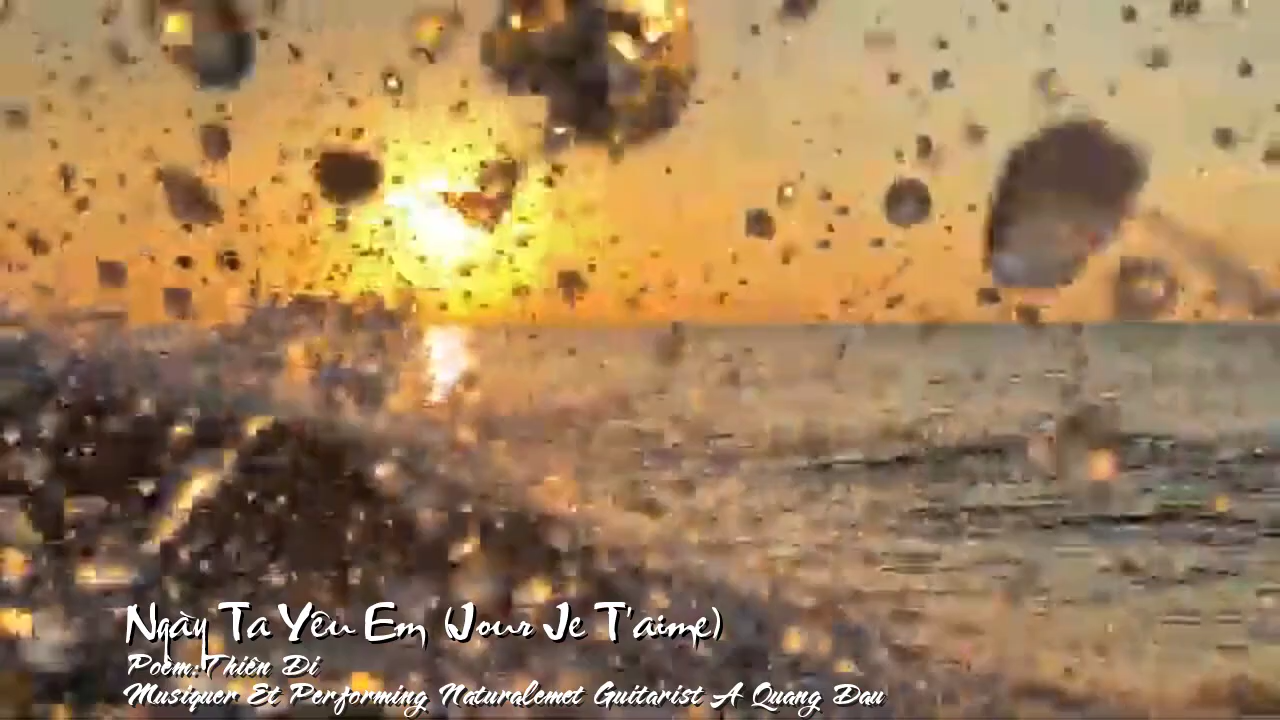 Ngày Ta Yêu Em (Jour Je T'aime)
Poem:Thiên Di
Musiquer Et Performing Naturalemet Guitarist A Quang Dau